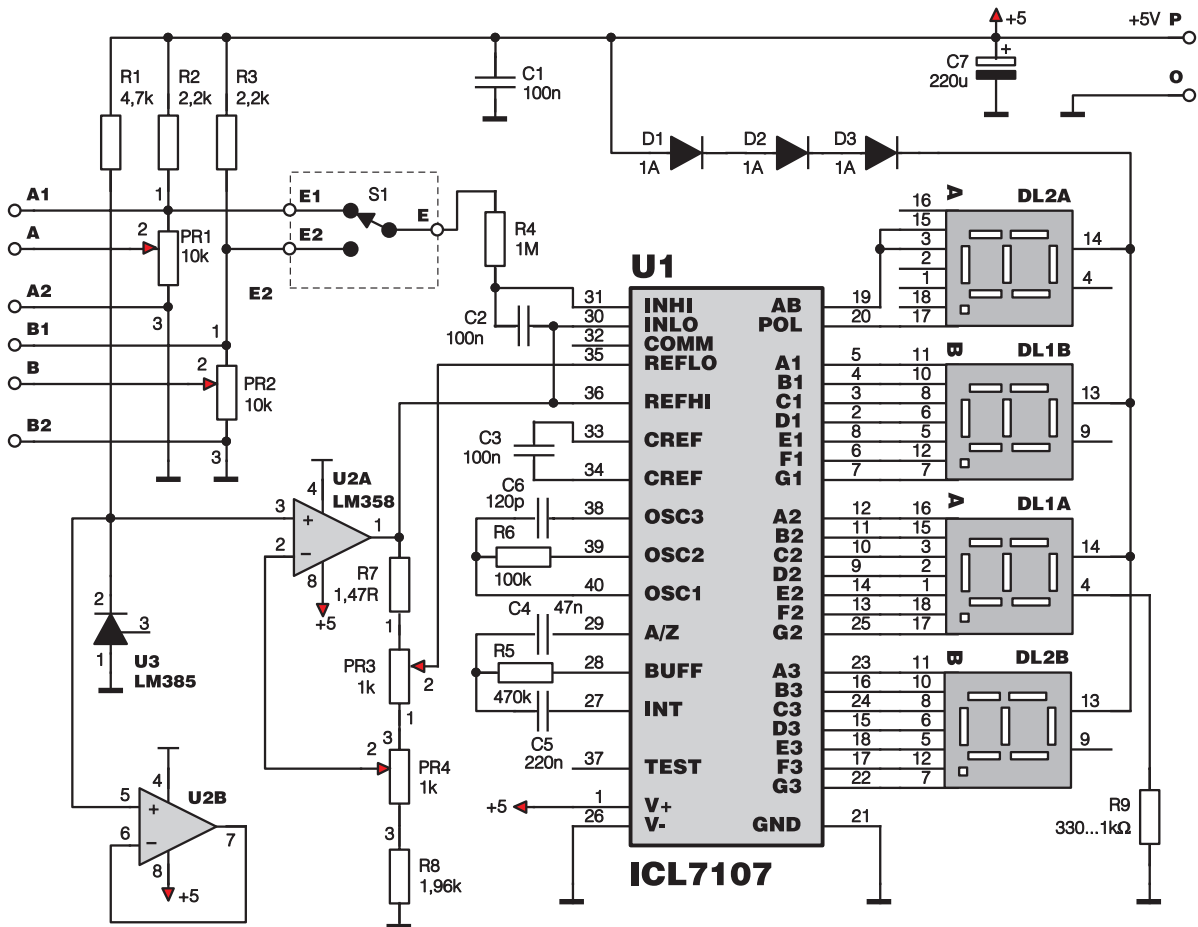 +5
+5V P
C7
220u
O
R1
4,7k
R2
2,2k
R3
2,2k
C1
100n
D1
1A
D2
1A
D3
1A
A1
A
A2
B1
B
B2
1
2
PR1
10k
3
1
2
PR2
10k
3
E1
S1
E2
E
E2
R4
1M
C2
100n
U1
31 INHI
30 INLO
32 COMM
35 REFLO
36 REFHI
33 CREF
34 CREF
38 OSC3
39 OSC2
40 OSC1
29 A/Z
28 BUFF
27 INT
37 TEST
+5 1 V+
26 V-
AB 19
POL 20
A1 5 11
B1 4 10
C1 3 8
D1 2 6
E1 8 5
F1 6 12
G1 7 7
A2 12 16
B2 11 15
C2 10 3
D2 9 2
E2 14 1
F2 13 18
G2 25 17
A3 23 11
B3 16 10
C3 24 8
D3 15 6
E3 18 5
F3 17 12
G3 22 7
GND 21
ICL7107
16
15
3
2
1
18
17
A DL2A
14
4
B DL1B
13
9
A DL1A
14
4
B DL2B
13
9
R9
330...1kΩ
C3
100n
C6
120p
R6
100k
C4 47n
R5
470k
C5
220n
U2A
LM358
4
3
+
2
−
1
8
+5
R7
1,47R
1
PR3
1k
2
1
3
2
PR4
1k
3
R8
1,96k
2
3
1
U3
LM385
U2B
4
5
+
6
−
7
8
+5